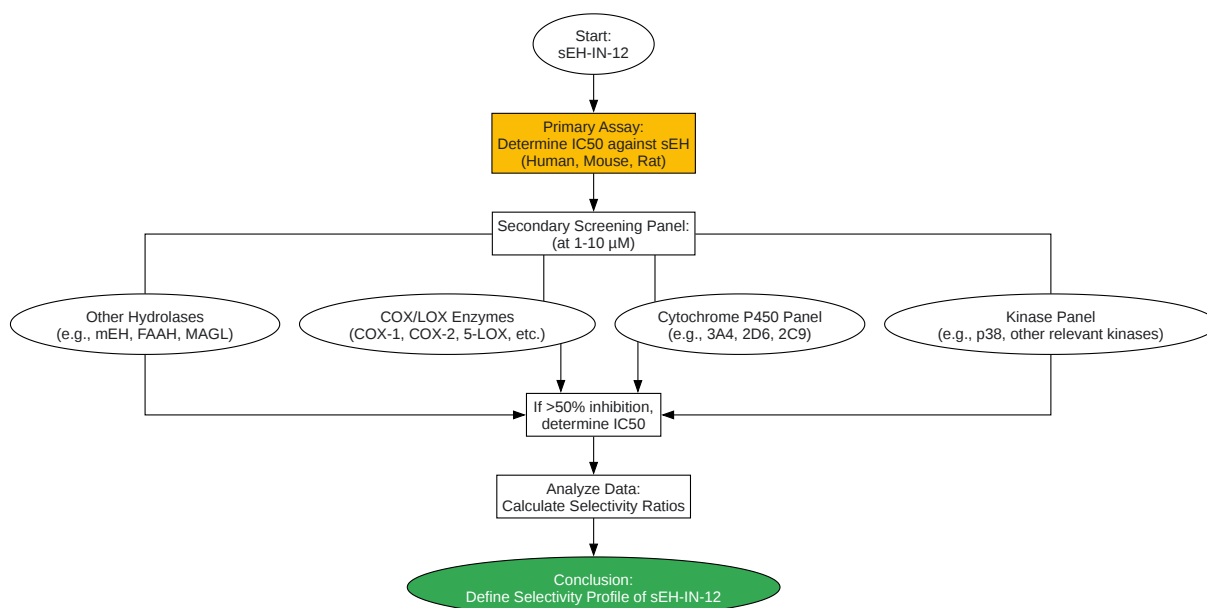 Start:
sEH-IN-12
Primary Assay:
Determine IC50 against sEH
(Human, Mouse, Rat)
Secondary Screening Panel:
(at 1-10 µM)
Other Hydrolases
(e.g., mEH, FAAH, MAGL)
COX/LOX Enzymes
(COX-1, COX-2, 5-LOX, etc.)
Cytochrome P450 Panel
(e.g., 3A4, 2D6, 2C9)
Kinase Panel
(e.g., p38, other relevant kinases)
If >50% inhibition,
determine IC50
Analyze Data:
Calculate Selectivity Ratios
Conclusion:
Define Selectivity Profile of sEH-IN-12